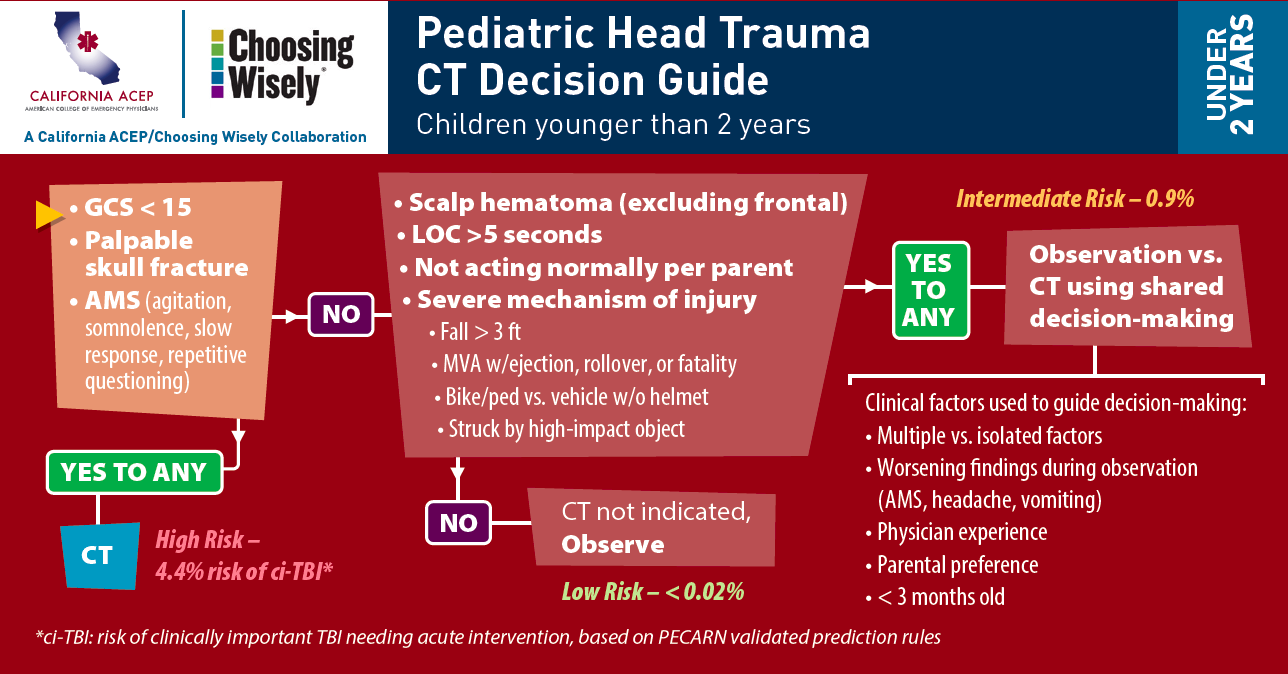 CALIFORNIA ACEP
AMERICAN COLLEGE OF EMERGENCY PHYSICIANS
Choosing
Wisely®
A California ACEP/Choosing Wisely Collaboration
Pediatric Head Trauma
CT Decision Guide
Children younger than 2 years
UNDER
2 YEARS
• GCS < 15
• Palpable
skull fracture
• AMS (agitation,
somnolence, slow
response, repetitive
questioning)
NO
• Scalp hematoma (excluding frontal)
• LOC >5 seconds
• Not acting normally per parent
• Severe mechanism of injury
• Fall > 3 ft
• MVA w/ejection, rollover, or fatality
• Bike/ped vs. vehicle w/o helmet
• Struck by high-impact object
YES
TO
ANY
Intermediate Risk – 0.9%
Observation vs.
CT using shared
decision-making
Clinical factors used to guide decision-making:
• Multiple vs. isolated factors
• Worsening findings during observation
(AMS, headache, vomiting)
• Physician experience
• Parental preference
• < 3 months old
YES TO ANY
CT
High Risk –
4.4% risk of ci-TBI*
NO
CT not indicated,
Observe
Low Risk – < 0.02%
*ci-TBI: risk of clinically important TBI needing acute intervention, based on PECARN validated prediction rules